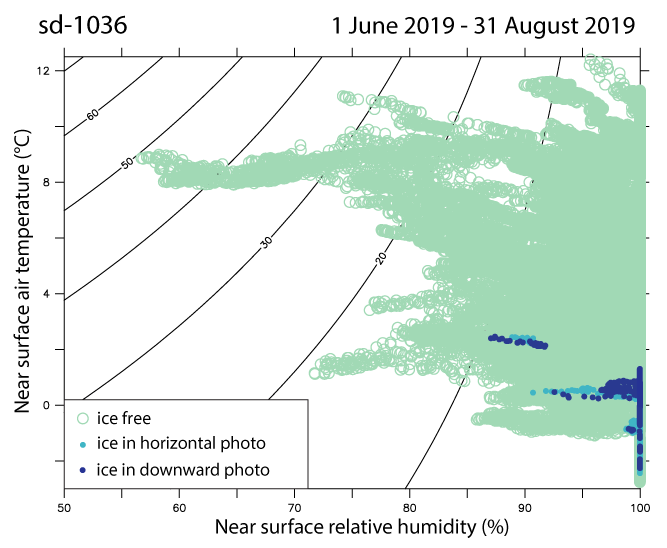 sd-1036
1 June 2019 - 31 August 2019
12
8
4
0
60
50
30
20
Near surface air temperature (°C)
ice free
ice in horizontal photo
ice in downward photo
50
60
70
80
90
100
Near surface relative humidity (%)